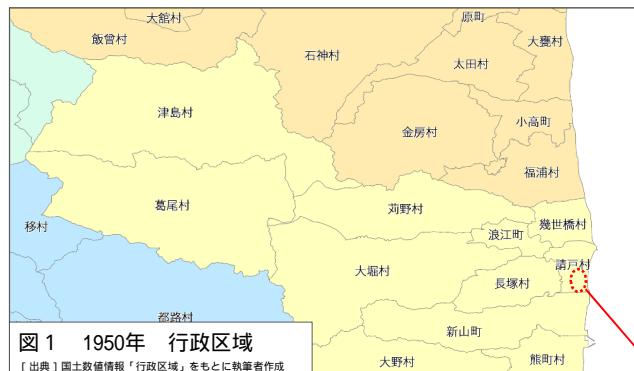 大舘村
原町
飯曽村
石神村
大甕村
太田村
津島村
小高町
金房村
福浦村
葛尾村
苅野村
移村
幾世橋村
浪江町
請戸村
大堀村
長塚村
都路村
新山町
図1 1950年 行政区域
大野村
熊町村
[出典]国土数値情報「行政区域」をもとに執筆者作成